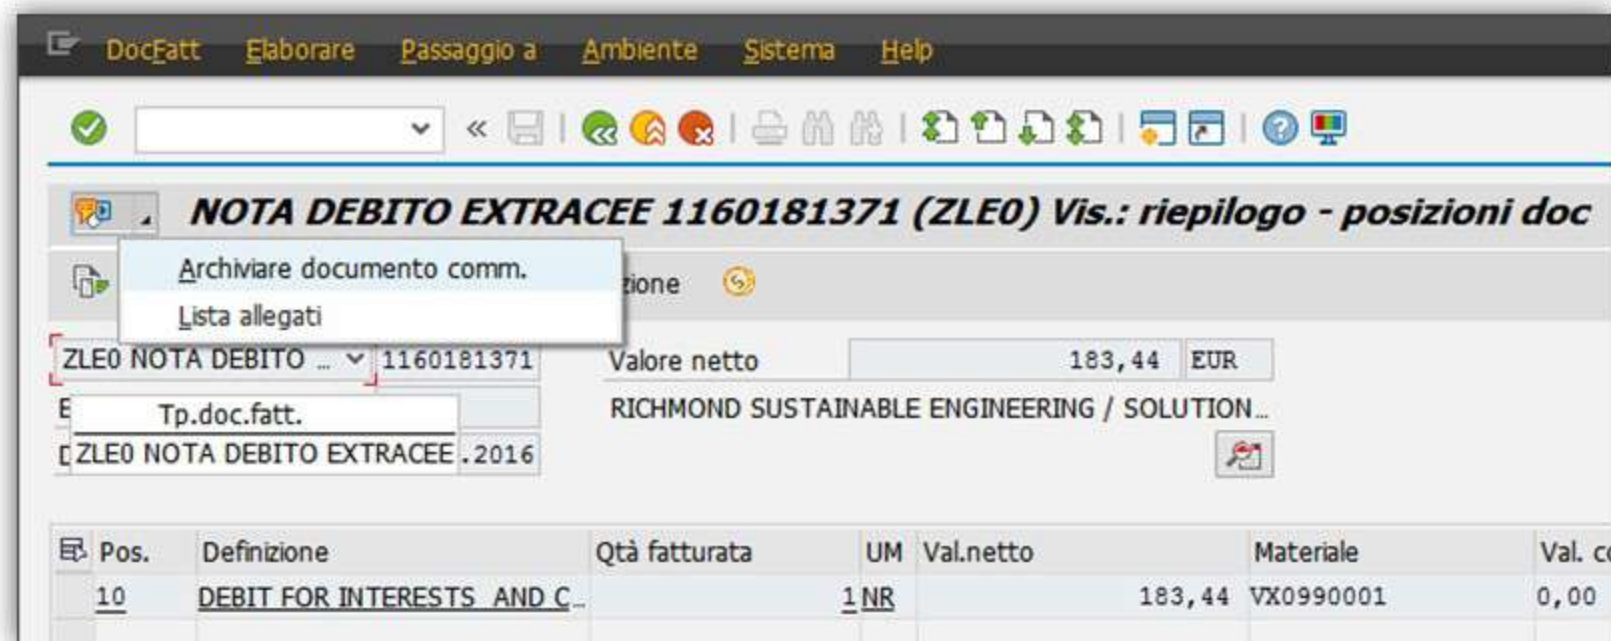 DocFatt Elaborare Passaggio a Ambiente Sistema Help
NOTA DEBITO EXTRACEE 1160181371 (ZLE0) Vis.: riepilogo - posizioni doc
Archiviare documento comm.
zione
Lista allegati
ZLE0 NOTA DEBITO ... 1160181371 Valore netto 183,44 EUR
Tp.doc.fatt. RICHMOND SUSTAINABLE ENGINEERING / SOLUTION...
ZLE0 NOTA DEBITO EXTRACEE .2016
Pos. Definizione Qtà fatturata UM Val.netto Materiale Val. co
10 DEBIT FOR INTERESTS AND C... 1 NR 183,44 VX0990001 0,00